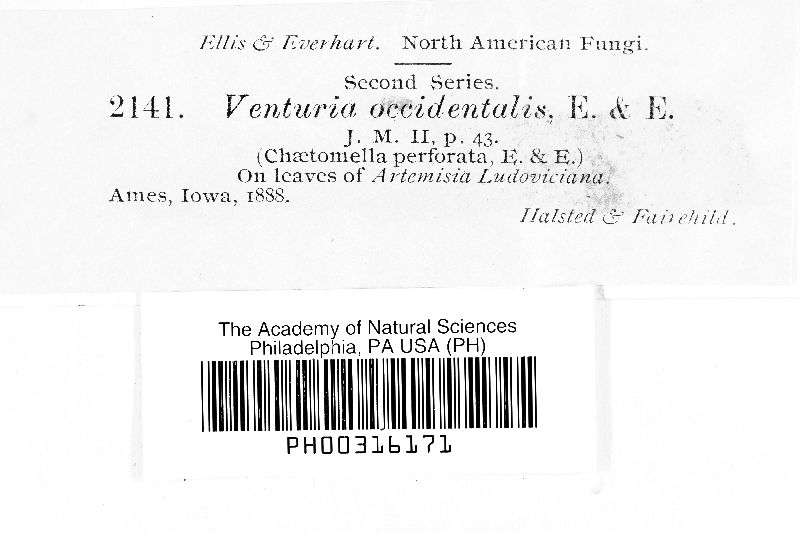 Ellis & Everhart. North American Fungi.
Second Series.
2141. Venturia occidentalis, E. & E.
J. M. II, p. 43.
(Chætomella perforata, E. & E.)
On leaves of Artemisia Ludoviciana.
Ames, Iowa, 1888.
Halsted & Fairchild.
The Academy of Natural Sciences
Philadelphia, PA USA (PH)
PH00316171